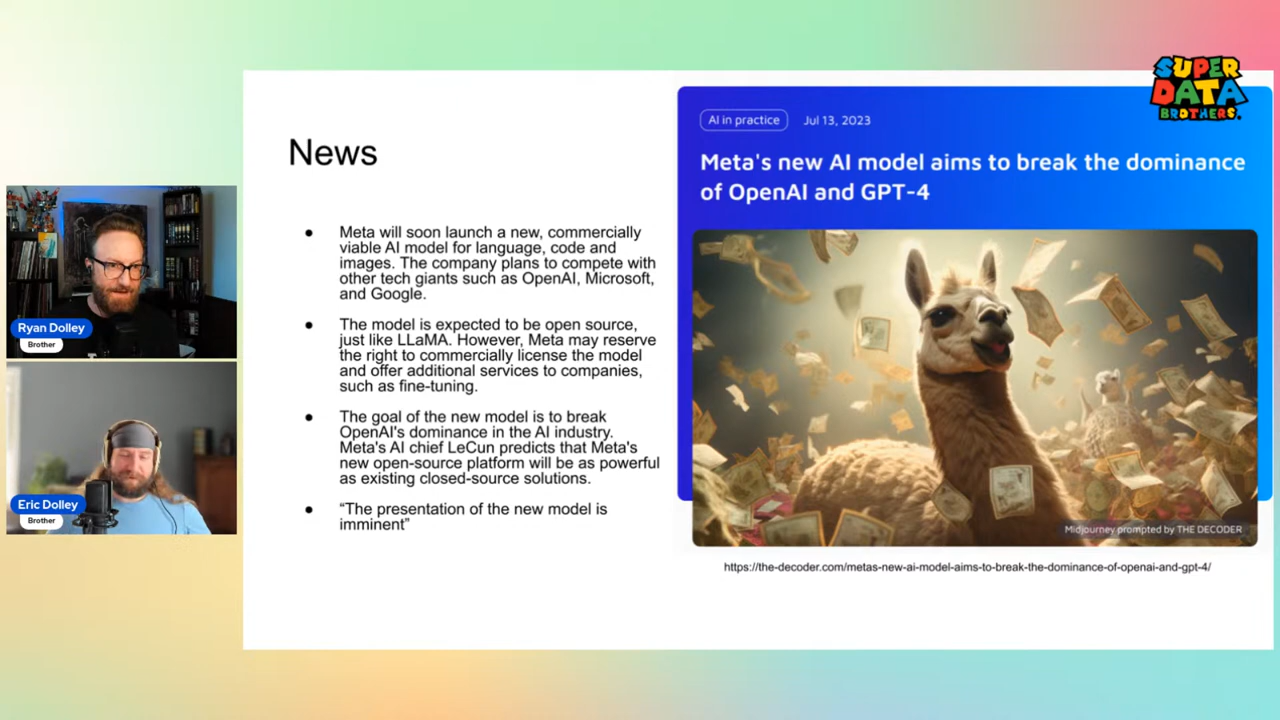 SUPER
DATA
BROTHERS.
Ryan Dolley
Brother
Eric Dolley
Brother
News
● Meta will soon launch a new, commercially
viable AI model for language, code and
images. The company plans to compete with
other tech giants such as OpenAI, Microsoft,
and Google.
● The model is expected to be open source,
just like LLaMA. However, Meta may reserve
the right to commercially license the model
and offer additional services to companies,
such as fine-tuning.
● The goal of the new model is to break
OpenAI's dominance in the AI industry.
Meta's AI chief LeCun predicts that Meta's
new open-source platform will be as powerful
as existing closed-source solutions.
● “The presentation of the new model is
imminent”
AI in practice Jul 13, 2023
Meta's new AI model aims to break the dominance
of OpenAI and GPT-4
Midjourney prompted by THE DECODER
https://the-decoder.com/metas-new-ai-model-aims-to-break-the-dominance-of-openai-and-gpt-4/